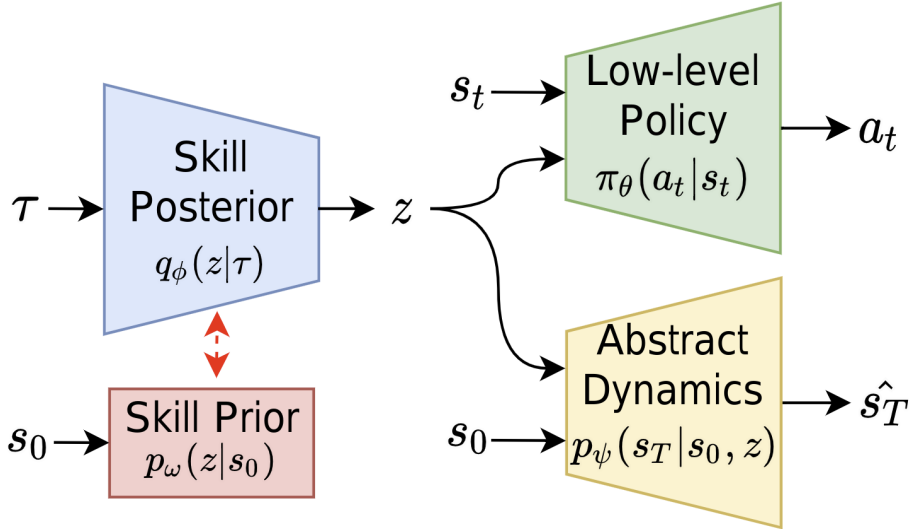 τ
Skill
Posterior
q_ϕ(z|τ)
z
s_t
Low-level
Policy
π_θ(a_t|s_t)
a_t
s_0
Skill Prior
p_ω(z|s_0)
s_0
Abstract
Dynamics
p_ψ(s_T|s_0, z)
ŝ_T